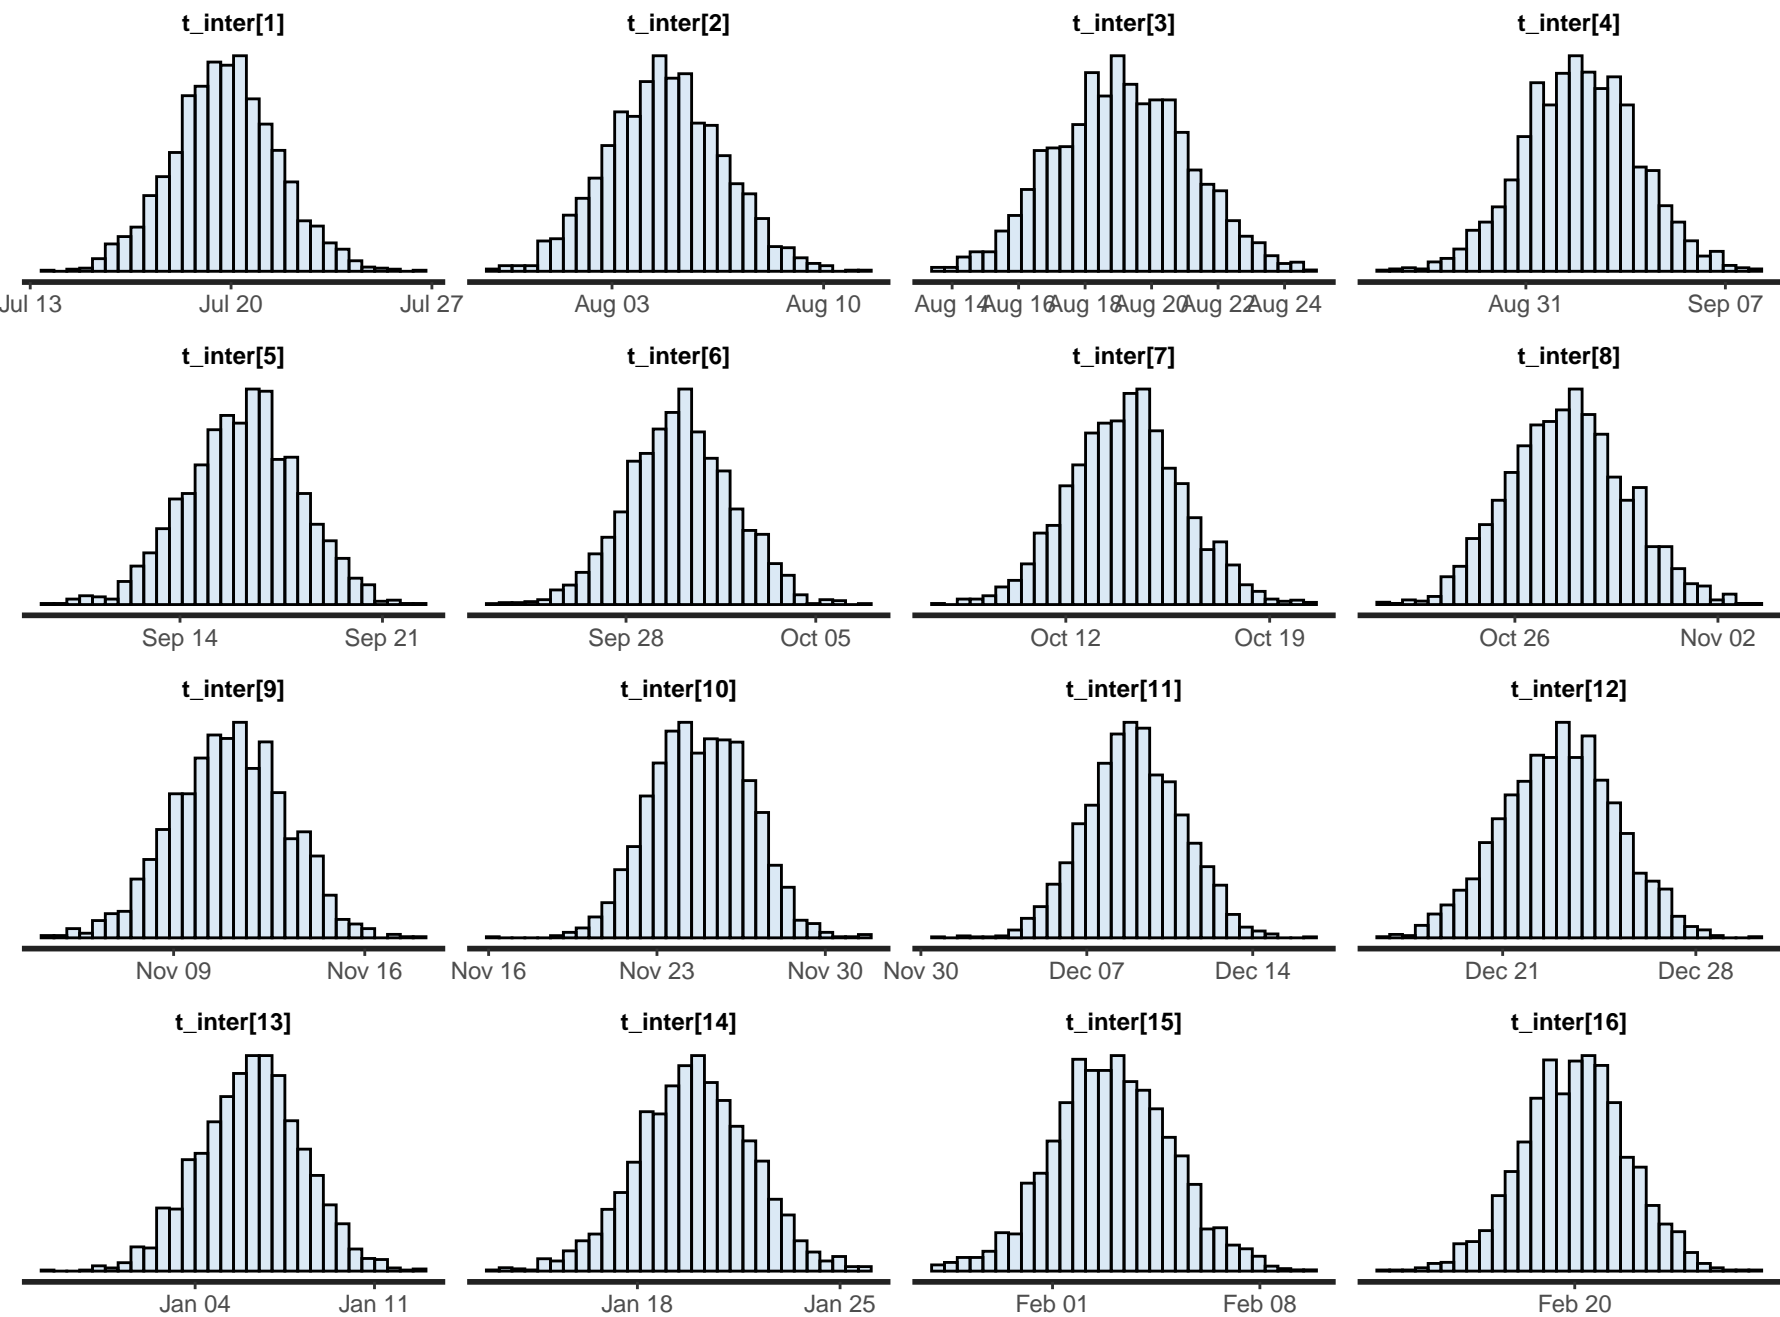 t_inter[1] t_inter[2] t_inter[3] t_inter[4]
Jul 13 Jul 20 Jul 27 Aug 03 Aug 10 Aug 14 Aug 16 Aug 18 Aug 20 Aug 22 Aug 24 Aug 31 Sep 07
t_inter[5] t_inter[6] t_inter[7] t_inter[8]
Sep 14 Sep 21 Sep 28 Oct 05 Oct 12 Oct 19 Oct 26 Nov 02
t_inter[9] t_inter[10] t_inter[11] t_inter[12]
Nov 09 Nov 16 Nov 16 Nov 23 Nov 30 Nov 30 Dec 07 Dec 14 Dec 21 Dec 28
t_inter[13] t_inter[14] t_inter[15] t_inter[16]
Jan 04 Jan 11 Jan 18 Jan 25 Feb 01 Feb 08 Feb 20